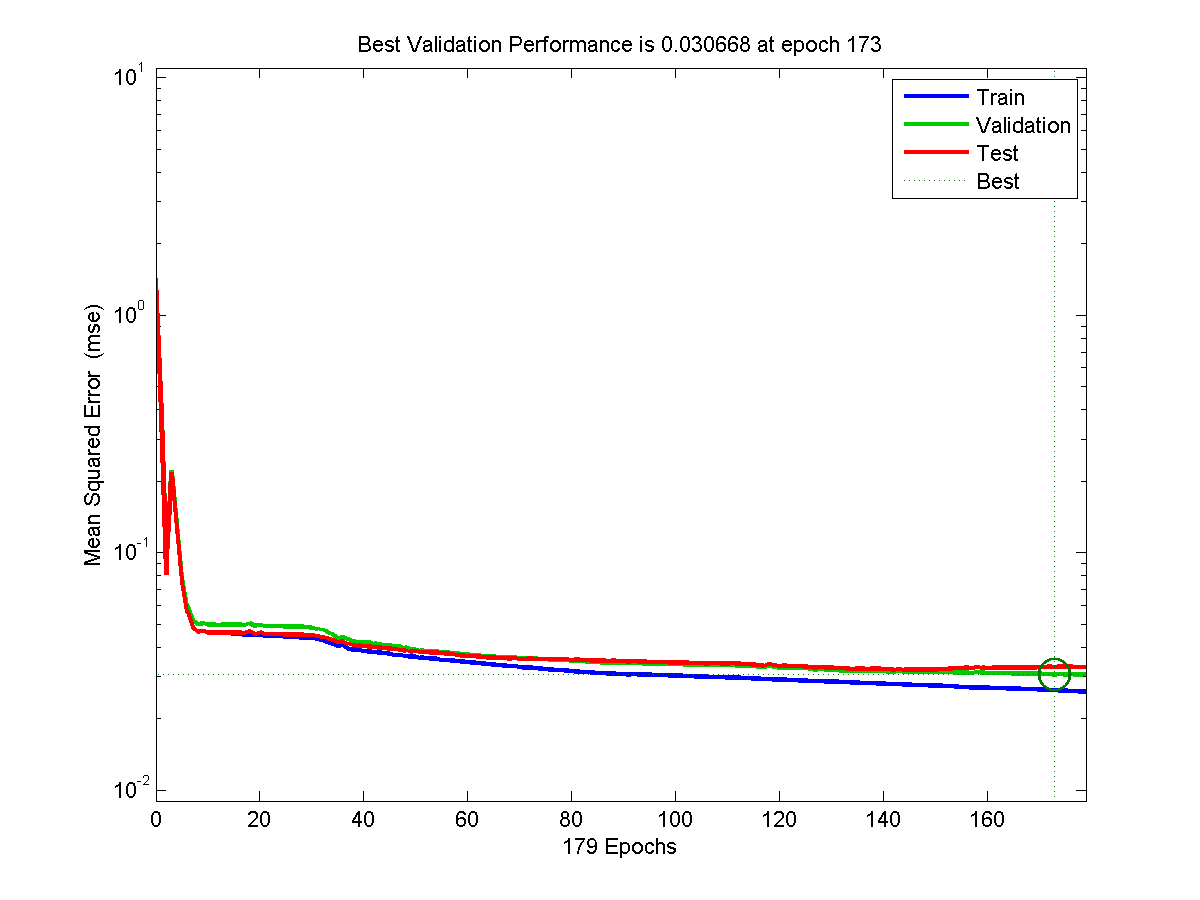 Best Validation Performance is 0.030668 at epoch 173
10^1
10^0
10^-1
10^-2
Mean Squared Error (mse)
Train
Validation
Test
Best
0 20 40 60 80 100 120 140 160
179 Epochs